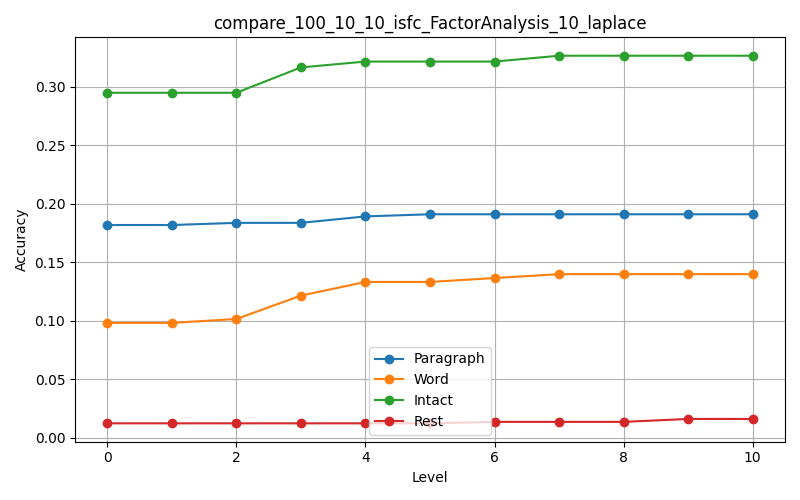 compare_100_10_10_isfc_FactorAnalysis_10_laplace
Accuracy
0.30
0.25
0.20
0.15
0.10
0.05
0.00
Paragraph
Word
Intact
Rest
0 2 4 6 8 10
Level